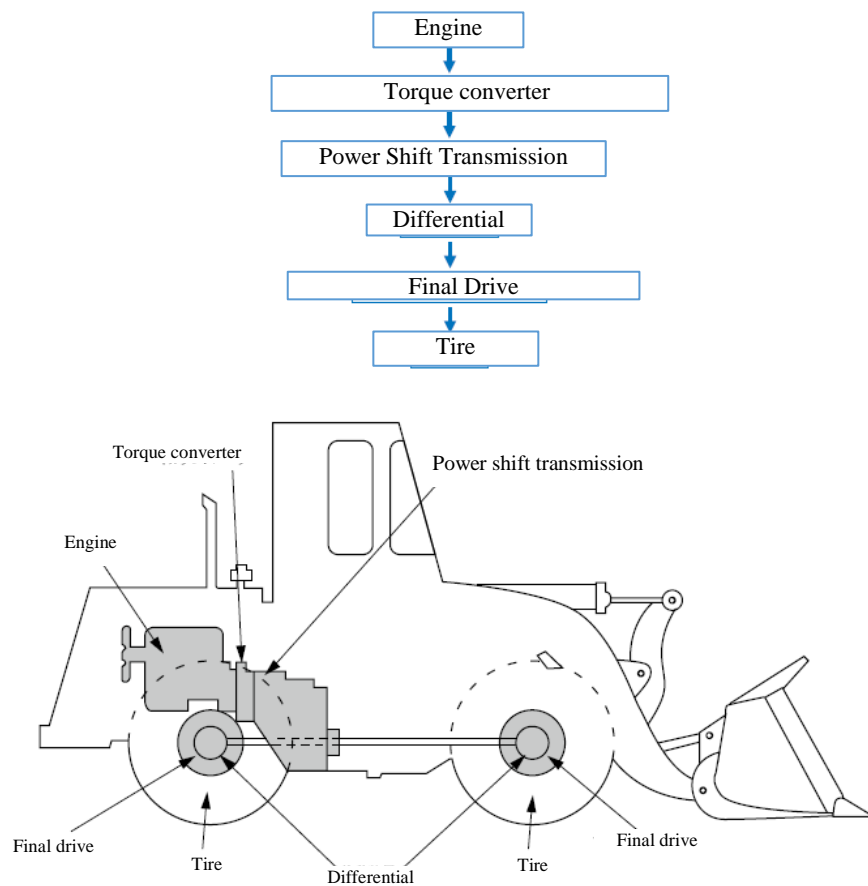 Engine
Torque converter
Power Shift Transmission
Differential
Final Drive
Tire
Torque converter
Power shift transmission
Engine
Final drive
Tire
Differential
Tire
Final drive